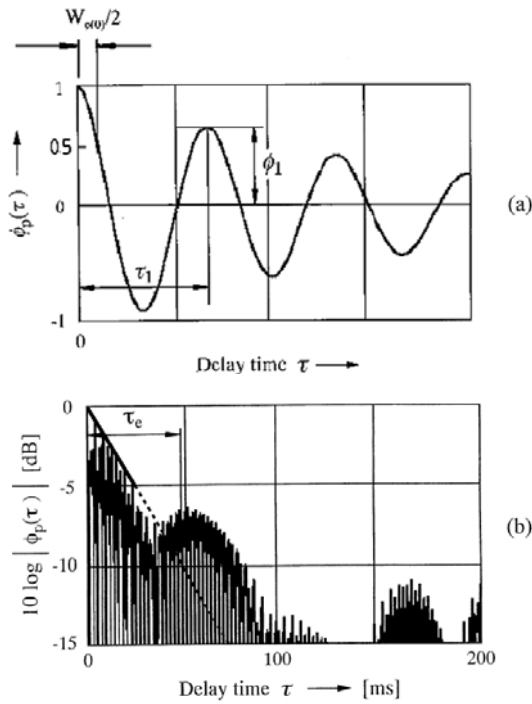 W_φ(0)/2
1
0.5
0
-1
ϕ_p(τ) →
ϕ_1
τ_1
(a)
0
Delay time τ →
0
-5
-10
-15
10 log | ϕ_p(τ) | [dB]
τ_e
(b)
0 100 200
Delay time τ → [ms]